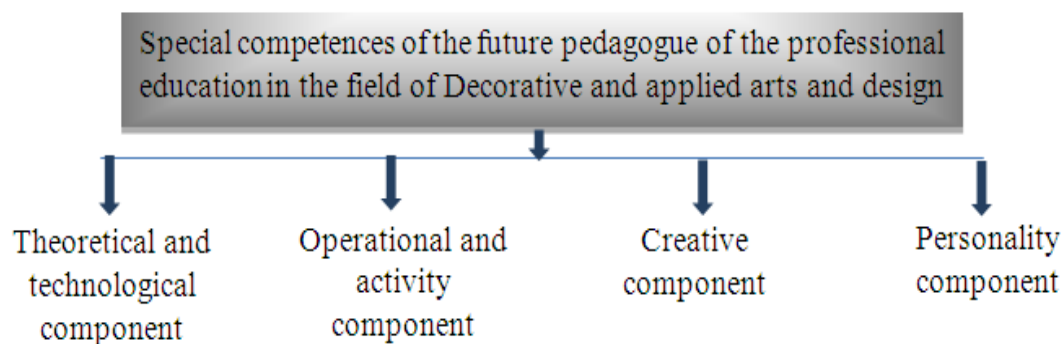 Special competences of the future pedagogue of the professional
education in the field of Decorative and applied arts and design
Theoretical and
technological
component
Operational and
activity
component
Creative
component
Personality
component